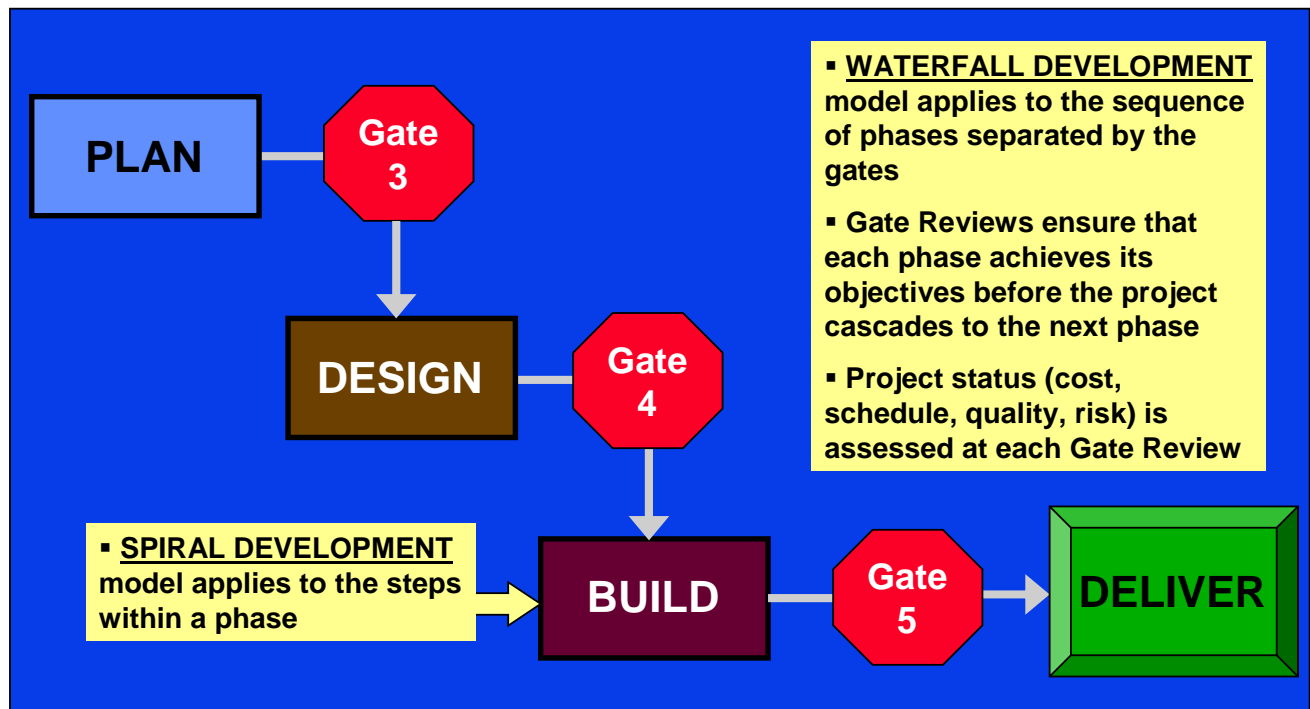 PLAN
Gate
3
▪ WATERFALL DEVELOPMENT
model applies to the sequence
of phases separated by the
gates
▪ Gate Reviews ensure that
each phase achieves its
objectives before the project
cascades to the next phase
▪ Project status (cost,
schedule, quality, risk) is
assessed at each Gate Review
DESIGN
Gate
4
▪ SPIRAL DEVELOPMENT
model applies to the steps
within a phase
BUILD
Gate
5
DELIVER